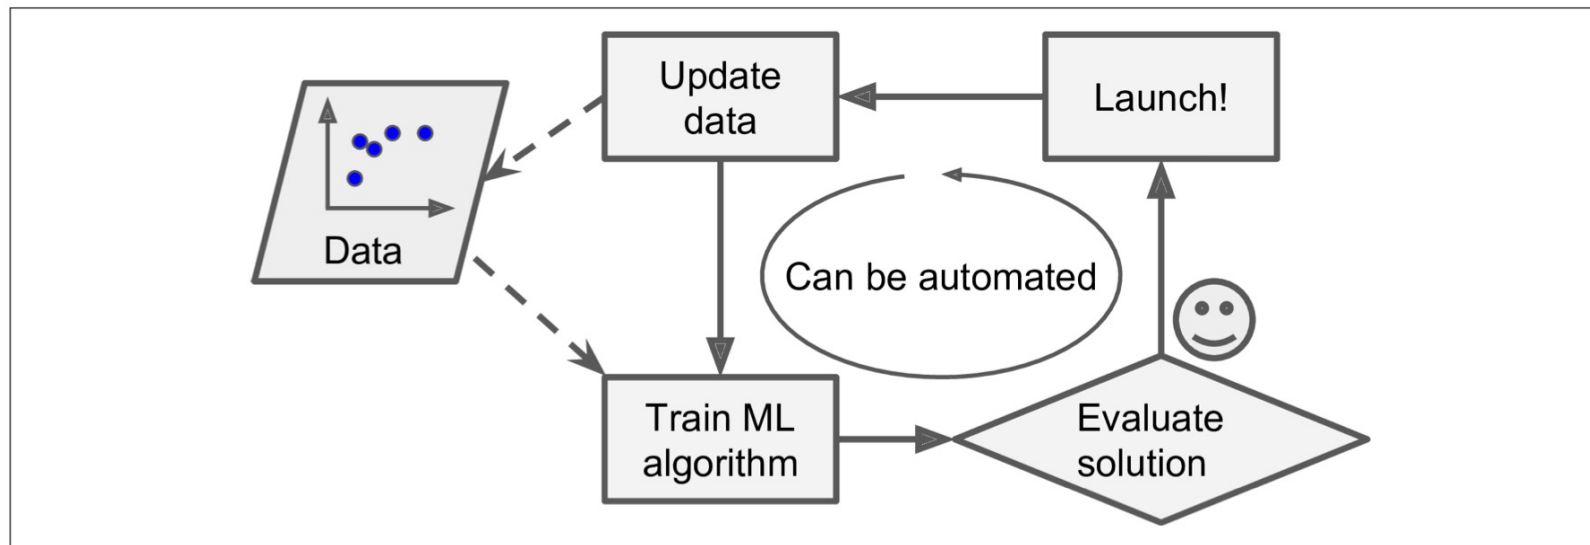 Update
data
Launch!
Data
Can be automated
Train ML
algorithm
Evaluate
solution